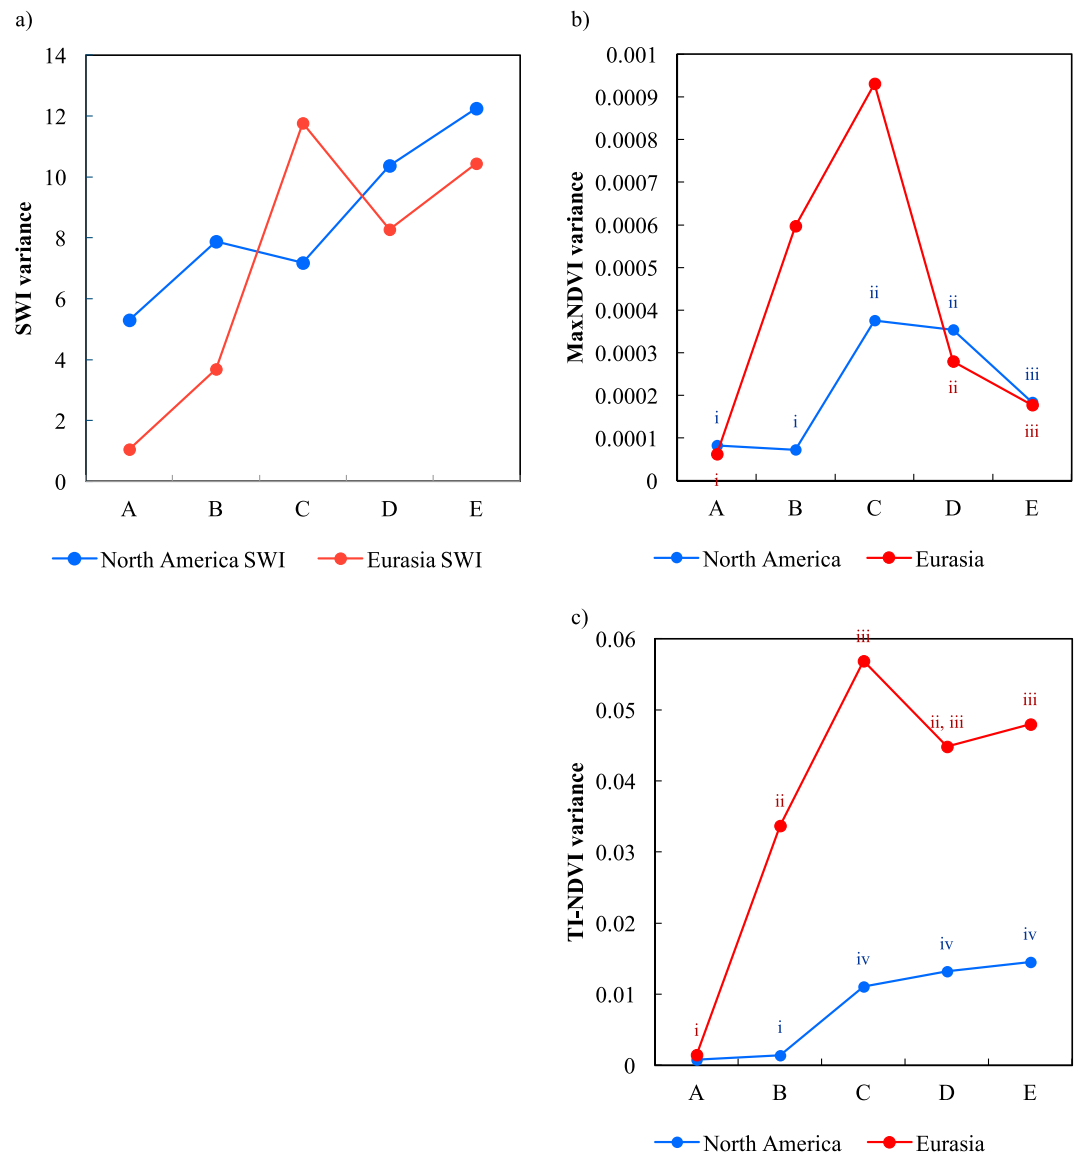 a)
SWI variance
14
12
10
8
6
4
2
0
A B C D E
North America SWI Eurasia SWI
b)
MaxNDVI variance
0.001
0.0009
0.0008
0.0007
0.0006
0.0005
0.0004
0.0003
0.0002
0.0001
0
ii ii
iii
ii
i i
iii
i
A B C D E
North America Eurasia
c)
TI-NDVI variance
0.06
0.05
0.04
0.03
0.02
0.01
0
iii
iii
ii, iii
ii
iv
iv
iv
i i
A B C D E
North America Eurasia